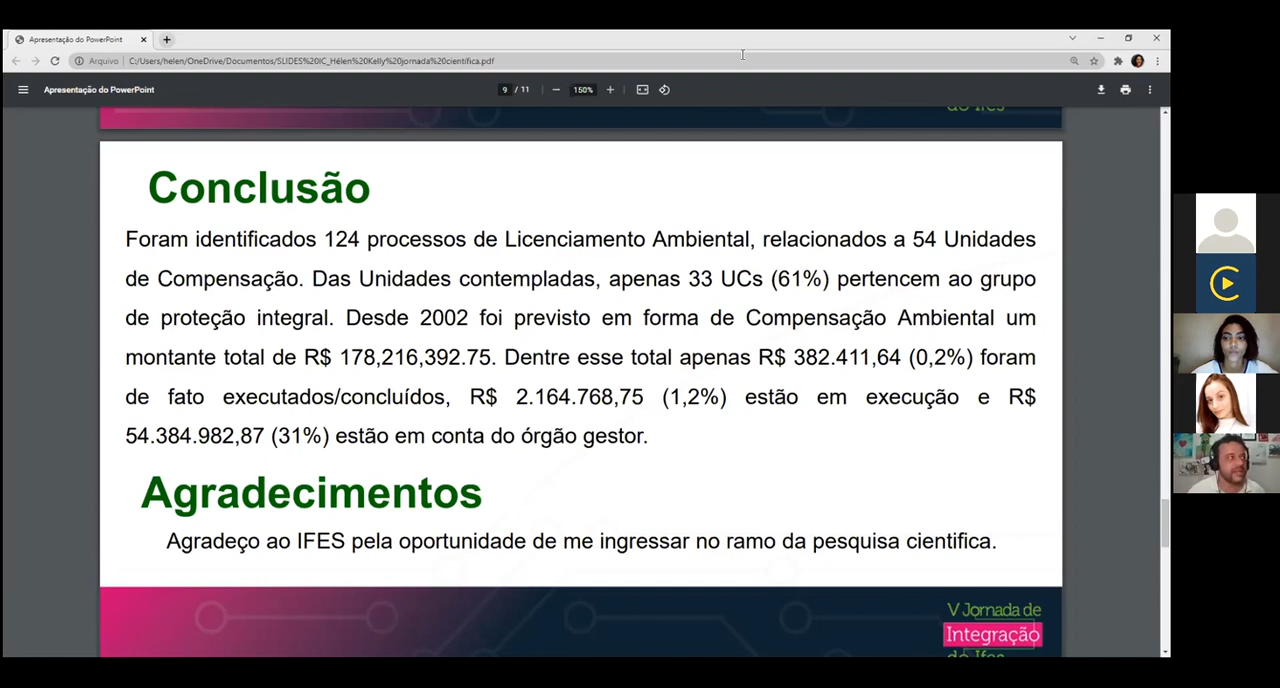 Apresentação do PowerPoint
Arquivo C:/Users/helen/OneDrive/Documentos/SLIDES%20IC_Hélen%20Kelly%20jornada%20científica.pdf
Apresentação do PowerPoint 9 / 11 150%
do Ifes
Conclusão
Foram identificados 124 processos de Licenciamento Ambiental, relacionados a 54 Unidades
de Compensação. Das Unidades contempladas, apenas 33 UCs (61%) pertencem ao grupo
de proteção integral. Desde 2002 foi previsto em forma de Compensação Ambiental um
montante total de R$ 178,216,392.75. Dentre esse total apenas R$ 382.411,64 (0,2%) foram
de fato executados/concluídos, R$ 2.164.768,75 (1,2%) estão em execução e R$
54.384.982,87 (31%) estão em conta do órgão gestor.
Agradecimentos
Agradeço ao IFES pela oportunidade de me ingressar no ramo da pesquisa cientifica.
V Jornada de
Integração
do Ifes